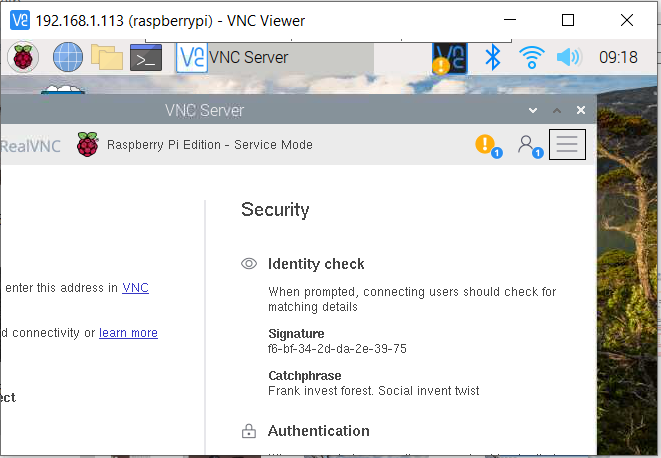 192.168.1.113 (raspberrypi) - VNC Viewer
VNC Server
09:18
VNC Server
RealVNC
Raspberry Pi Edition - Service Mode
1
1
enter this address in VNC
d connectivity or learn more
ect
Security
Identity check
When prompted, connecting users should check for
matching details
Signature
f6-bf-34-2d-da-2e-39-75
Catchphrase
Frank invest forest. Social invent twist
Authentication